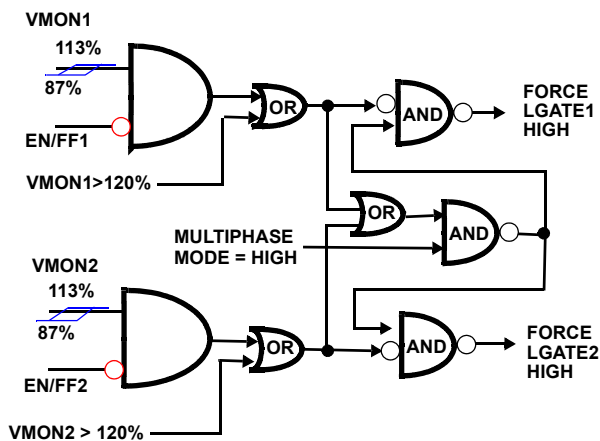 VMON1
113%
87%
EN/FF1
VMON1>120%
OR
AND
FORCE
LGATE1
HIGH
OR
AND
MULTIPHASE
MODE = HIGH
VMON2
113%
87%
EN/FF2
VMON2 > 120%
OR
AND
FORCE
LGATE2
HIGH